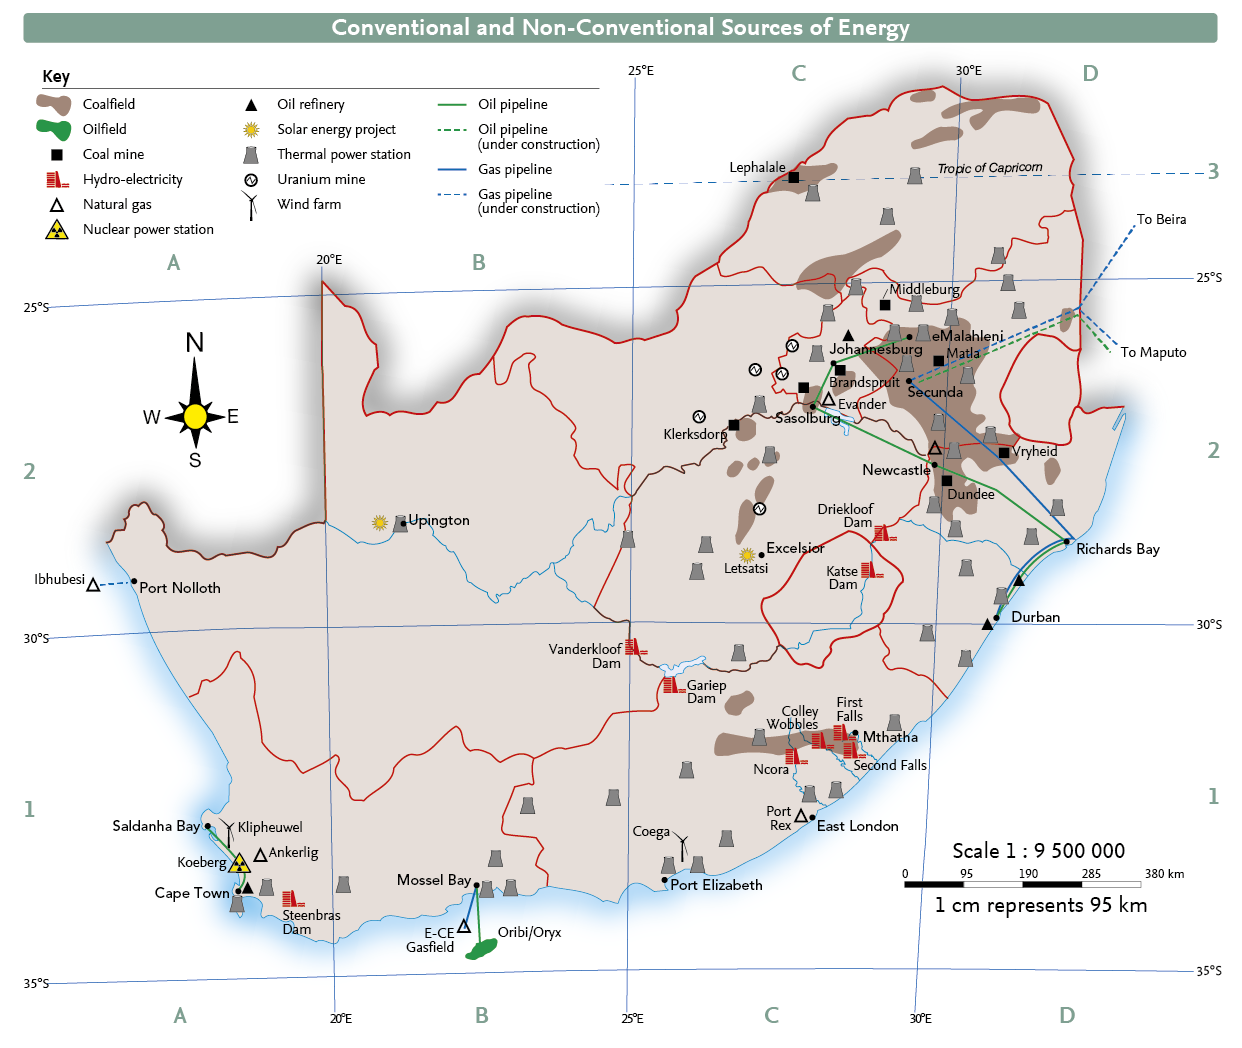 Conventional and Non-Conventional Sources of Energy
Key
Coalfield
Oilfield
Coal mine
Hydro-electricity
Natural gas
Nuclear power station
Oil refinery
Solar energy project
Thermal power station
Uranium mine
Wind farm
Oil pipeline
Oil pipeline
(under construction)
Gas pipeline
Gas pipeline
(under construction)
25°E
C
30°E
D
Lephalale
Tropic of Capricorn
3
To Beira
A
20°E
B
25°S
25°S
Middleburg
N
W
E
S
Johannesburg
eMalahleni
Matla
To Maputo
Brandspruit
Secunda
Evander
Sasolburg
Klerksdorp
Vryheid
2
2
Newcastle
Dundee
Driekloof
Dam
Upington
Excelsior
Letsatsi
Richards Bay
Katse
Dam
Ibhubesi
Port Nolloth
Durban
30°S
30°S
Vanderkloof
Dam
Gariep
Dam
First
Falls
Colley
Wobbles
Mthatha
Second Falls
Ncora
1
1
Port
Rex
East London
Saldanha Bay
Klipheuwel
Coega
Ankerlig
Koeberg
Cape Town
Mossel Bay
Port Elizabeth
Steenbras
Dam
E-CE
Gasfield
Oribi/Oryx
Scale 1 : 9 500 000
0 95 190 285 380 km
1 cm represents 95 km
35°S
35°S
A
20°E
B
25°E
C
30°E
D